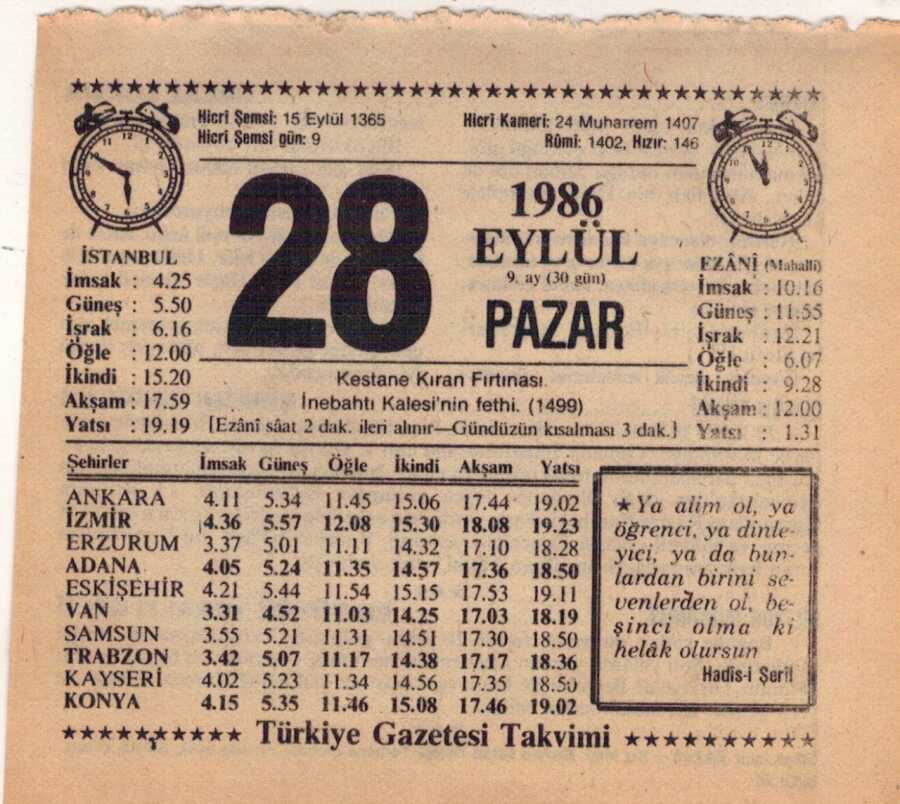 Hicrî Şemsi: 15 Eylül 1365
Hicrî Şemsi gün: 9
Hicrî Kameri: 24 Muharrem 1407
Rûmi: 1402, Hızır: 146
28
1986
EYLÜL
9. ay (30 gün)
PAZAR
İSTANBUL
İmsak : 4.25
Güneş : 5.50
İşrak : 6.16
Öğle : 12.00
İkindi : 15.20
Akşam : 17.59
Yatsı : 19.19
EZÂNÎ (Mahallî)
İmsak : 10.16
Güneş : 11.55
İşrak : 12.21
Öğle : 6.07
İkindi : 9.28
Akşam : 12.00
Yatsı : 1.31
Kestane Kıran Fırtınası.
İnebahtı Kalesi'nin fethi. (1499)
[Ezânî sâat 2 dak. ileri alınır—Gündüzün kısalması 3 dak.]
Şehirler İmsak Güneş Öğle İkindi Akşam Yatsı
ANKARA 4.11 5.34 11.45 15.06 17.44 19.02
İZMİR 4.36 5.57 12.08 15.30 18.08 19.23
ERZURUM 3.37 5.01 11.11 14.32 17.10 18.28
ADANA 4.05 5.24 11.35 14.57 17.36 18.50
ESKİŞEHİR 4.21 5.44 11.54 15.15 17.53 19.11
VAN 3.31 4.52 11.03 14.25 17.03 18.19
SAMSUN 3.55 5.21 11.31 14.51 17.30 18.50
TRABZON 3.42 5.07 11.17 14.38 17.17 18.36
KAYSERİ 4.02 5.23 11.34 14.56 17.35 18.50
KONYA 4.15 5.35 11.46 15.08 17.46 19.02
★ Ya alim ol, ya
öğrenci, ya dinle-
yici, ya da bun-
lardan birini se-
venlerden ol, be-
şinci olma ki
helâk olursun
Hadîs-i Şerîf
Türkiye Gazetesi Takvimi